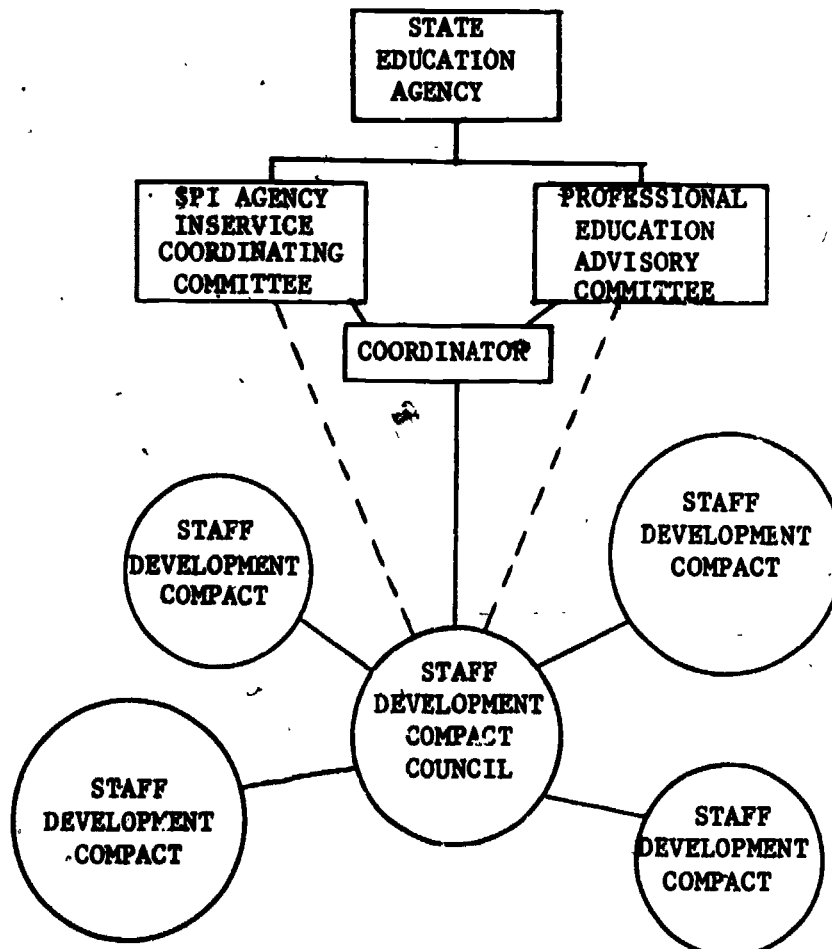 STATE
EDUCATION
AGENCY
SPI AGENCY
INSERVICE
COORDINATING
COMMITTEE
PROFESSIONAL
EDUCATION
ADVISORY
COMMITTEE
COORDINATOR
STAFF
DEVELOPMENT
COMPACT
STAFF
DEVELOPMENT
COMPACT
STAFF
DEVELOPMENT
COMPACT
COUNCIL
STAFF
DEVELOPMENT
COMPACT
STAFF
DEVELOPMENT
COMPACT